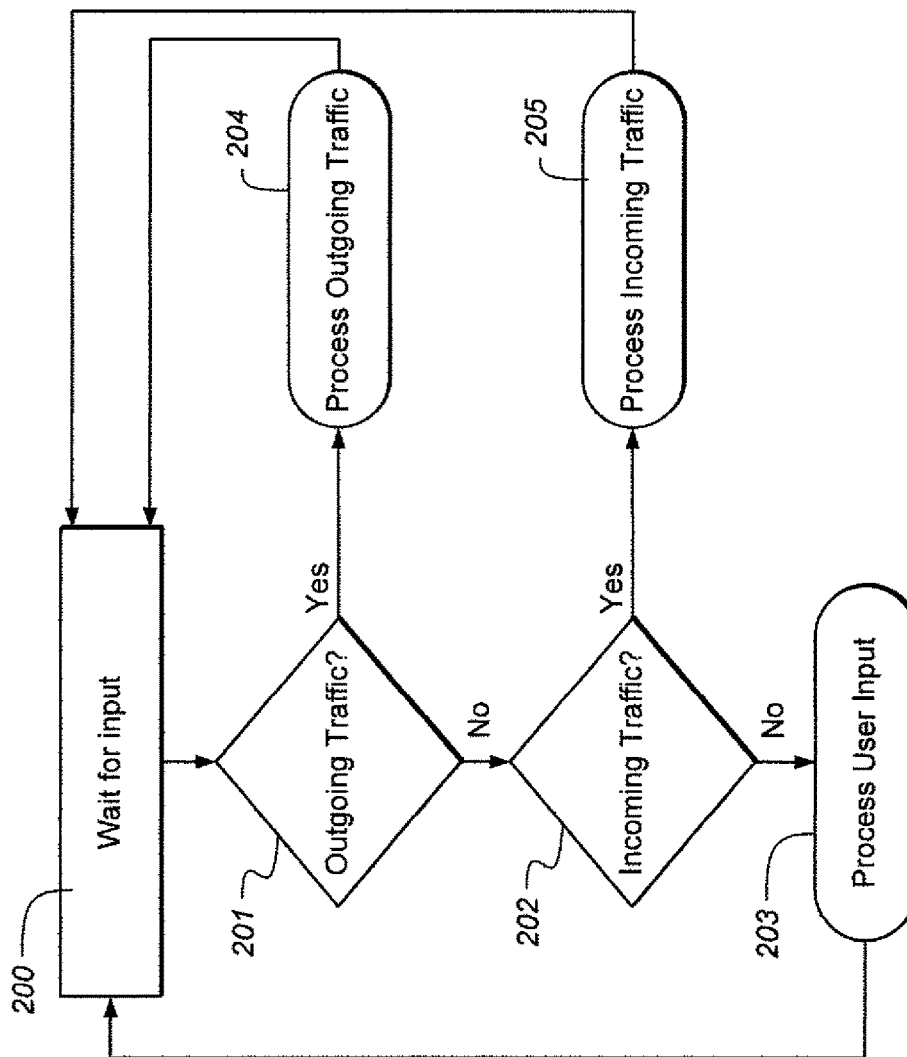 200
Wait for input
201
Outgoing Traffic?
Yes
No
204
Process Outgoing Traffic
202
Incoming Traffic?
Yes
No
205
Process Incoming Traffic
203
Process User Input